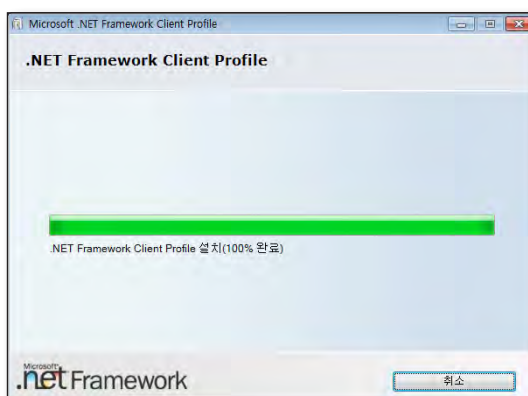 Microsoft .NET Framework Client Profile
.NET Framework Client Profile
.NET Framework Client Profile 설치(100% 완료)
Microsoft
.net Framework
취소